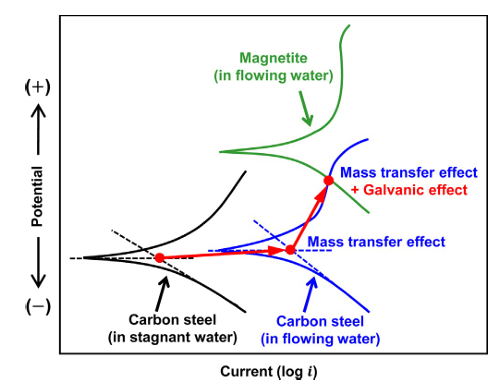 Magnetite
(in flowing water)
(+)
Mass transfer effect
+ Galvanic effect
Potential
Mass transfer effect
(−)
Carbon steel
(in stagnant water)
Carbon steel
(in flowing water)
Current (log i)